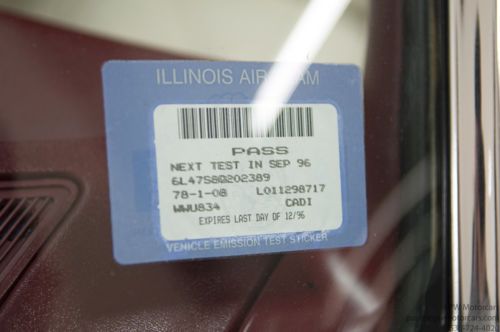 ILLINOIS AIR TEAM
PASS
NEXT TEST IN SEP 96
6L47S8Q202389
78-1-08 L011298717
WWU834 CADI
EXPIRES LAST DAY OF 12/96
VEHICLE EMISSION TEST STICKER